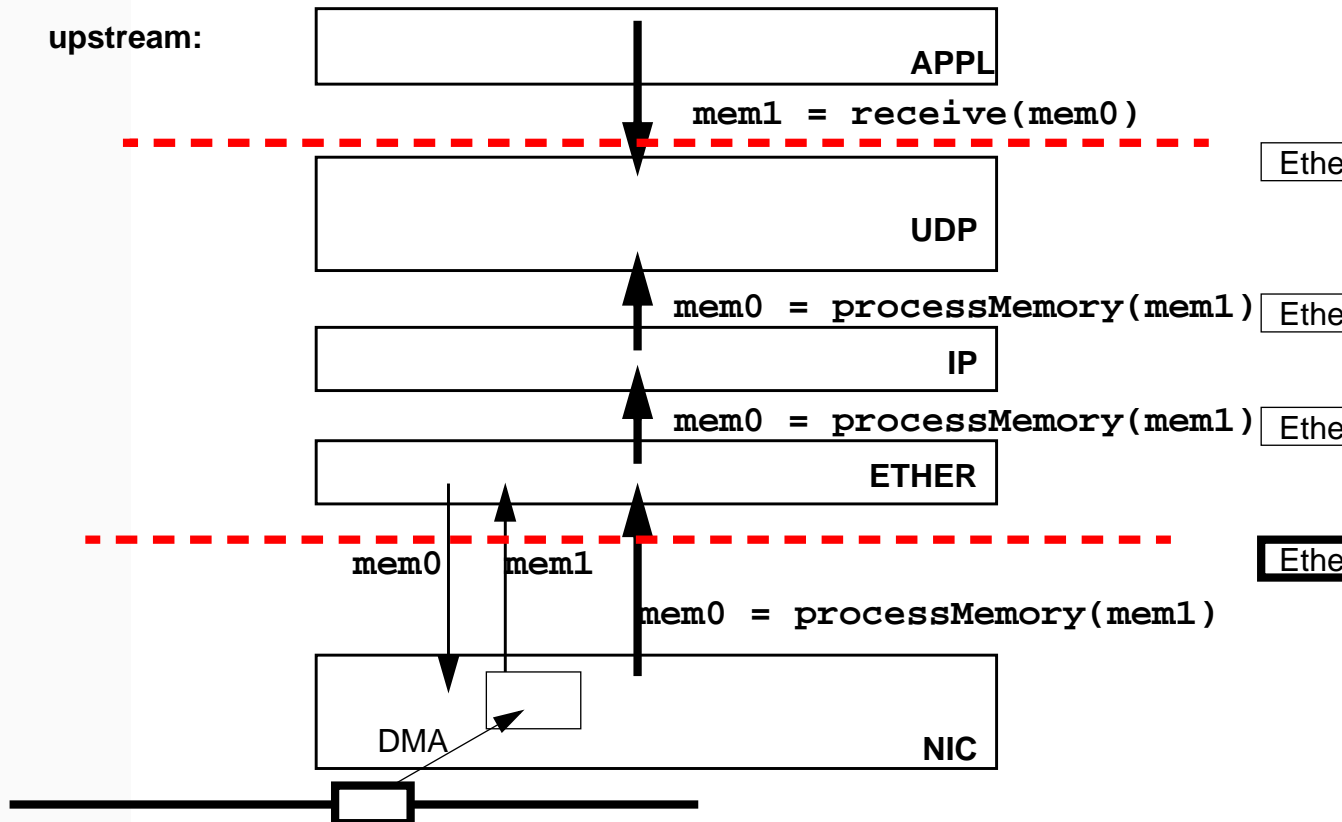 upstream:
APPL
mem1 = receive(mem0)
Ethe
UDP
mem0 = processMemory(mem1)
Ethe
IP
mem0 = processMemory(mem1)
Ethe
ETHER
mem0
mem1
Ethe
mem0 = processMemory(mem1)
DMA
NIC